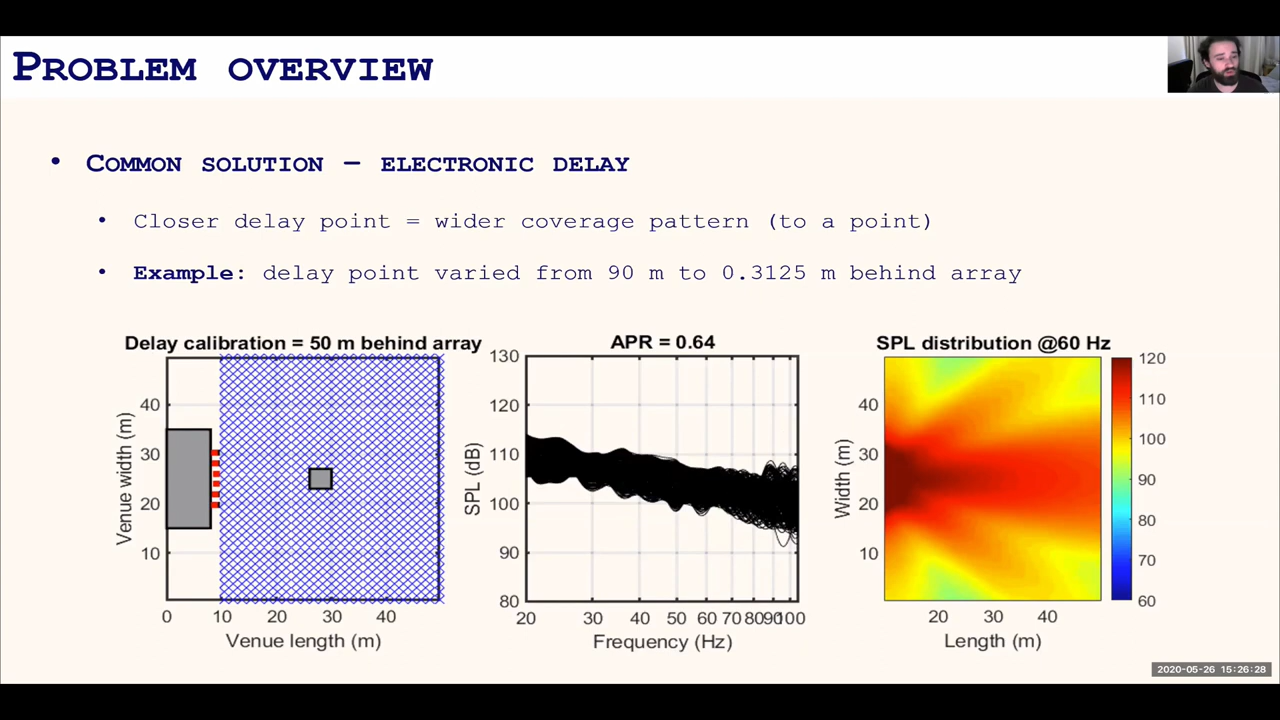 PROBLEM OVERVIEW
• COMMON SOLUTION – ELECTRONIC DELAY
• Closer delay point = wider coverage pattern (to a point)
• Example: delay point varied from 90 m to 0.3125 m behind array
Delay calibration = 50 m behind array
Venue width (m)
40
30
20
10
0 10 20 30 40
Venue length (m)
APR = 0.64
SPL (dB)
130
120
110
100
90
80
20 30 40 50 60 70 80 90 100
Frequency (Hz)
SPL distribution @60 Hz
Width (m)
40
30
20
10
20 30 40
Length (m)
120
110
100
90
80
70
60
2020-05-26 15:26:28